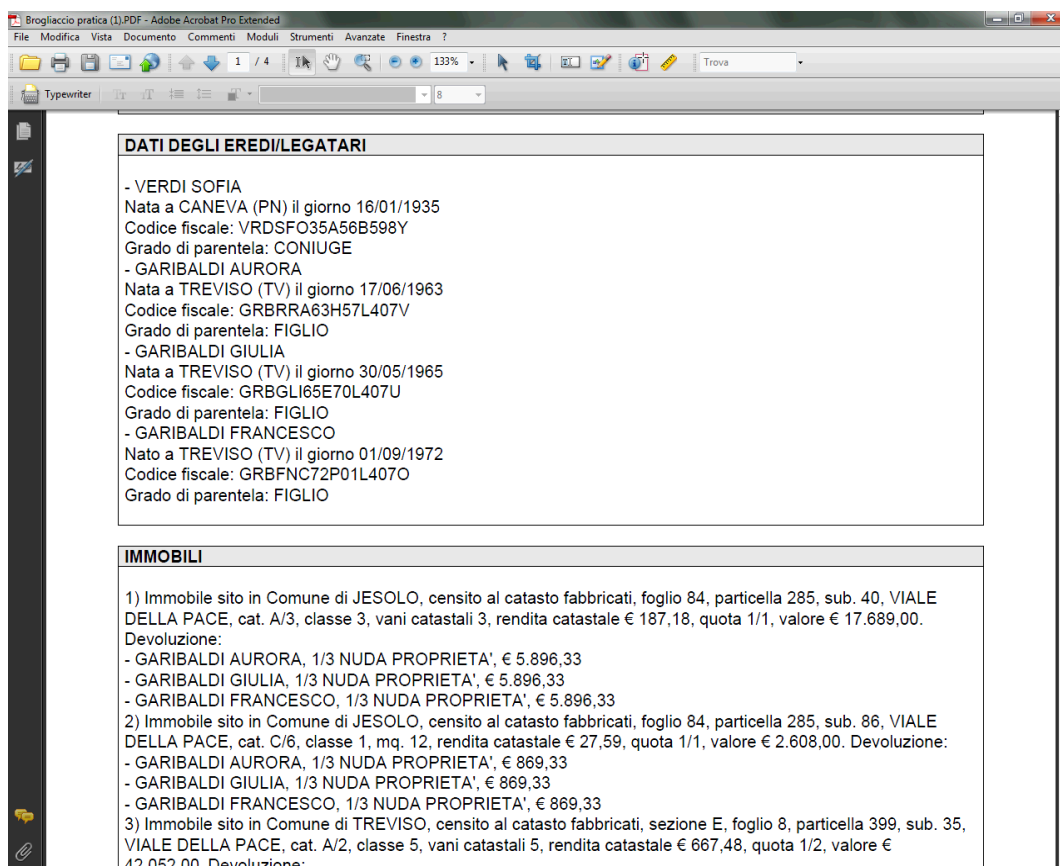 Brogliaccio pratica (1).PDF - Adobe Acrobat Pro Extended
File Modifica Vista Documento Commenti Moduli Strumenti Avanzate Finestra ?
1 / 4 133% Trova
Typewriter 8
DATI DEGLI EREDI/LEGATARI
- VERDI SOFIA
Nata a CANEVA (PN) il giorno 16/01/1935
Codice fiscale: VRDSFO35A56B598Y
Grado di parentela: CONIUGE
- GARIBALDI AURORA
Nata a TREVISO (TV) il giorno 17/06/1963
Codice fiscale: GRBRRA63H57L407V
Grado di parentela: FIGLIO
- GARIBALDI GIULIA
Nata a TREVISO (TV) il giorno 30/05/1965
Codice fiscale: GRBGLI65E70L407U
Grado di parentela: FIGLIO
- GARIBALDI FRANCESCO
Nato a TREVISO (TV) il giorno 01/09/1972
Codice fiscale: GRBFNC72P01L407O
Grado di parentela: FIGLIO
IMMOBILI
1) Immobile sito in Comune di JESOLO, censito al catasto fabbricati, foglio 84, particella 285, sub. 40, VIALE
DELLA PACE, cat. A/3, classe 3, vani catastali 3, rendita catastale € 187,18, quota 1/1, valore € 17.689,00.
Devoluzione:
- GARIBALDI AURORA, 1/3 NUDA PROPRIETA', € 5.896,33
- GARIBALDI GIULIA, 1/3 NUDA PROPRIETA', € 5.896,33
- GARIBALDI FRANCESCO, 1/3 NUDA PROPRIETA', € 5.896,33
2) Immobile sito in Comune di JESOLO, censito al catasto fabbricati, foglio 84, particella 285, sub. 86, VIALE
DELLA PACE, cat. C/6, classe 1, mq. 12, rendita catastale € 27,59, quota 1/1, valore € 2.608,00. Devoluzione:
- GARIBALDI AURORA, 1/3 NUDA PROPRIETA', € 869,33
- GARIBALDI GIULIA, 1/3 NUDA PROPRIETA', € 869,33
- GARIBALDI FRANCESCO, 1/3 NUDA PROPRIETA', € 869,33
3) Immobile sito in Comune di TREVISO, censito al catasto fabbricati, sezione E, foglio 8, particella 399, sub. 35,
VIALE DELLA PACE, cat. A/2, classe 5, vani catastali 5, rendita catastale € 667,48, quota 1/2, valore €
42.052,00. Devoluzione: